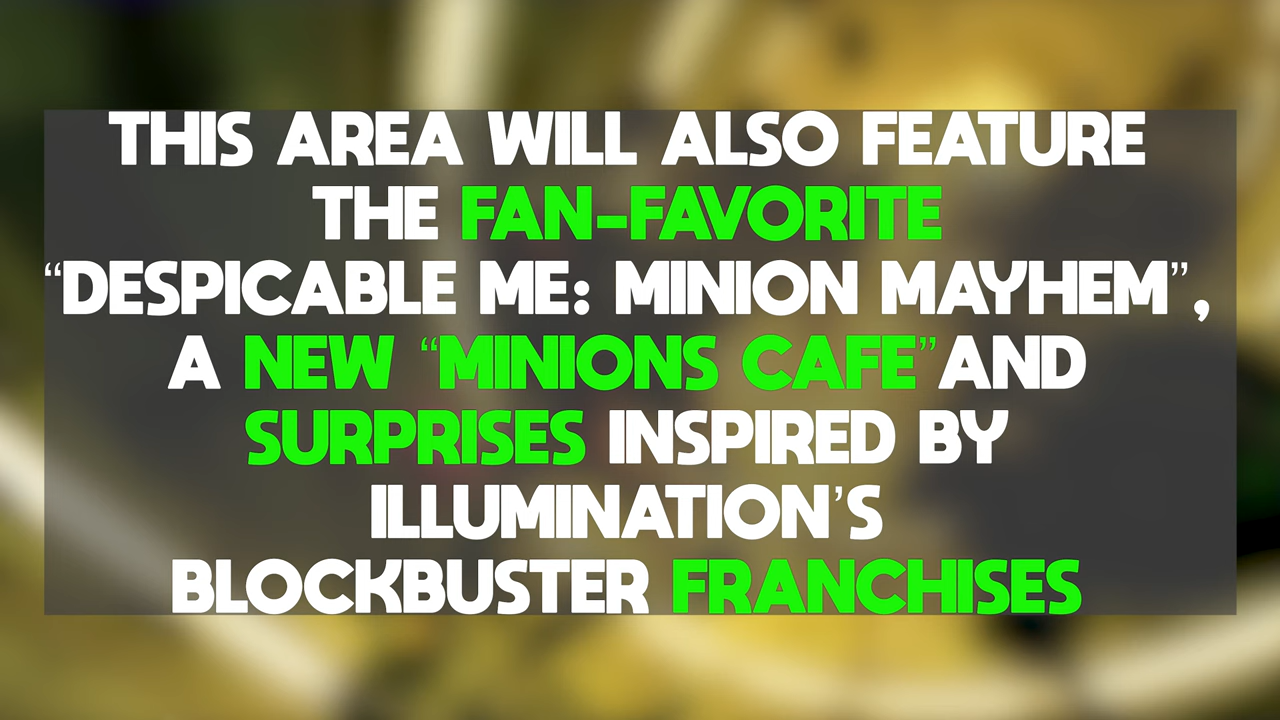 THIS AREA WILL ALSO FEATURE
THE FAN-FAVORITE
“DESPICABLE ME: MINION MAYHEM”,
A NEW “MINIONS CAFE”AND
SURPRISES INSPIRED BY
ILLUMINATION’S
BLOCKBUSTER FRANCHISES